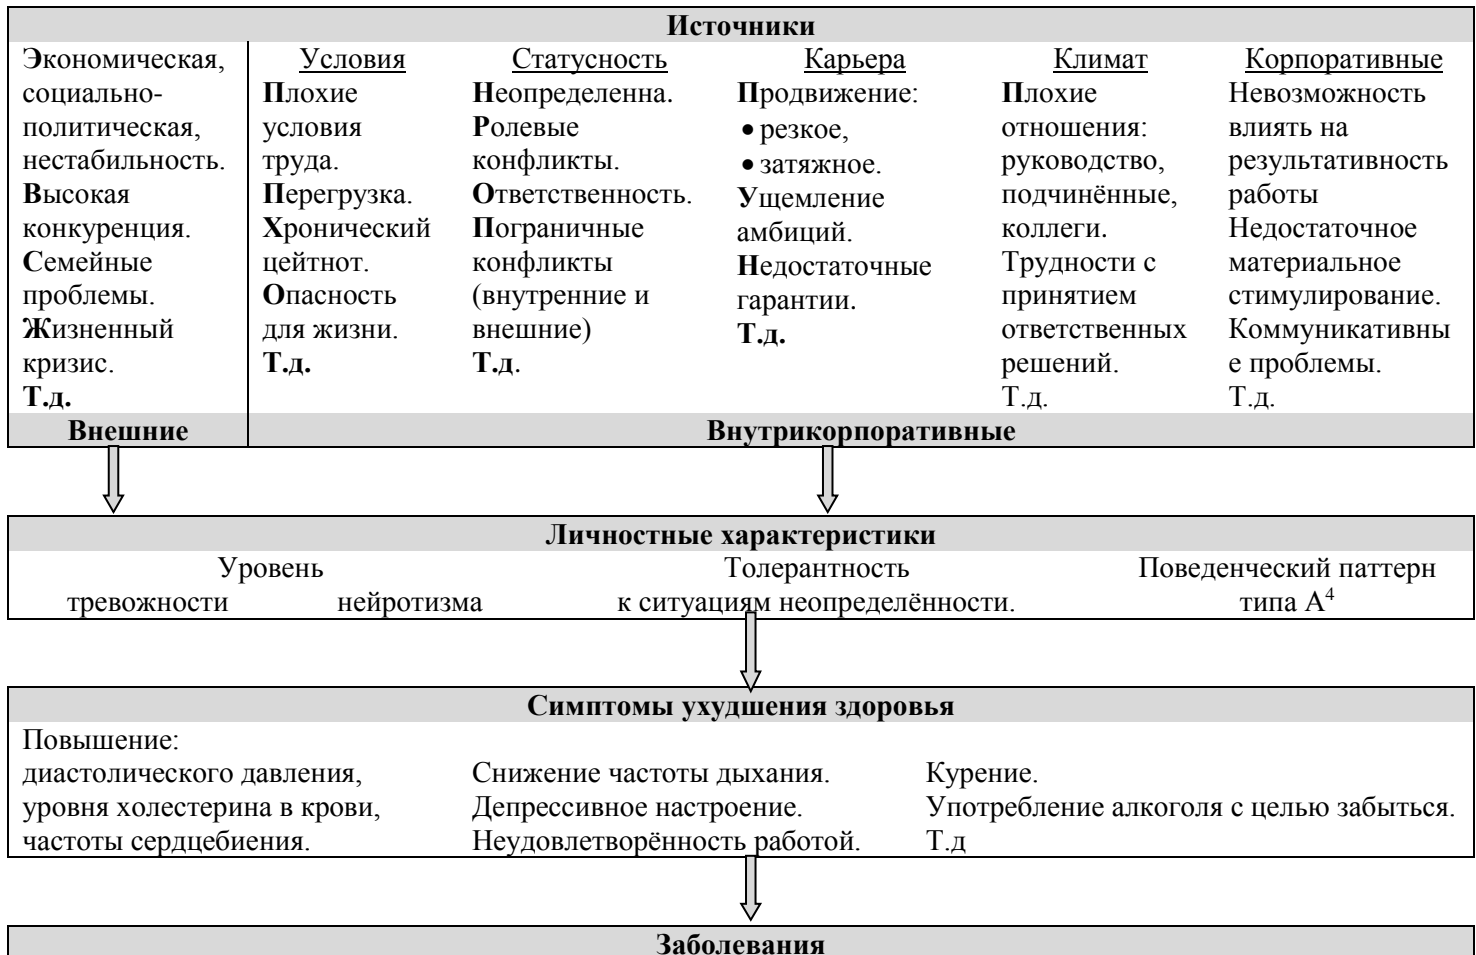 Источники
Экономическая,
социально-
политическая,
нестабильность.
Высокая
конкуренция.
Семейные
проблемы.
Жизненный
кризис.
Т.д.
Условия
Плохие
условия
труда.
Перегрузка.
Хронический
цейтнот.
Опасность
для жизни.
Т.д.
Статусность
Неопределенна.
Ролевые
конфликты.
Ответственность.
Пограничные
конфликты
(внутренние и
внешние)
Т.д.
Карьера
Продвижение:
• резкое,
• затяжное.
Ущемление
амбиций.
Недостаточные
гарантии.
Т.д.
Климат
Плохие
отношения:
руководство,
подчинённые,
коллеги.
Трудности с
принятием
ответственных
решений.
Т.д.
Корпоративные
Невозможность
влиять на
результативность
работы
Недостаточное
материальное
стимулирование.
Коммуникативны
е проблемы.
Т.д.
Внешние
Внутрикорпоративные
Личностные характеристики
Уровень
тревожности нейротизма
Толерантность
к ситуациям неопределённости.
Поведенческий паттерн
типа А⁴
Симптомы ухудшения здоровья
Повышение:
диастолического давления,
уровня холестерина в крови,
частоты сердцебиения.
Снижение частоты дыхания.
Депрессивное настроение.
Неудовлетворённость работой.
Курение.
Употребление алкоголя с целью забыться.
Т.д
Заболевания